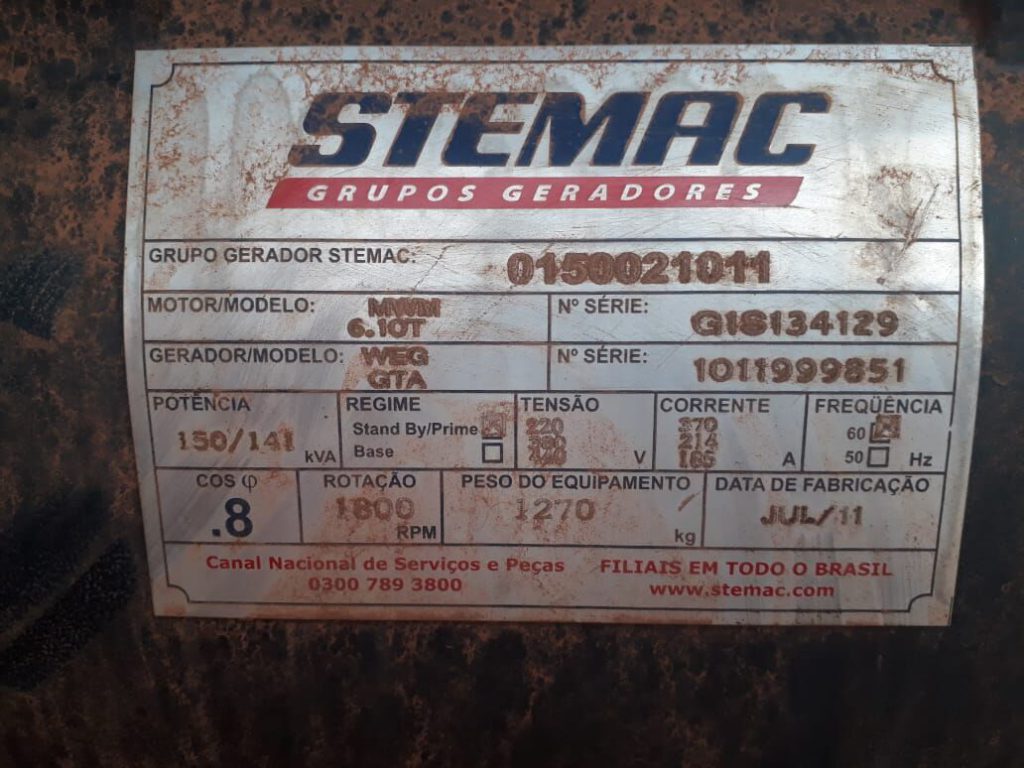 STEMAC
GRUPOS GERADORES
GRUPO GERADOR STEMAC: 0150021011
MOTOR/MODELO: MWM 6.10T
Nº SÉRIE: G1S134129
GERADOR/MODELO: WEG GTA
Nº SÉRIE: 1011999851
POTÊNCIA
150/141 kVA
REGIME
Stand By/Prime
Base
TENSÃO
220
380
440 V
CORRENTE
370
214
185 A
FREQÜÊNCIA
60
50 Hz
COS φ
.8
ROTAÇÃO
1800
RPM
PESO DO EQUIPAMENTO
1270
kg
DATA DE FABRICAÇÃO
JUL/11
Canal Nacional de Serviços e Peças
0300 789 3800
FILIAIS EM TODO O BRASIL
www.stemac.com